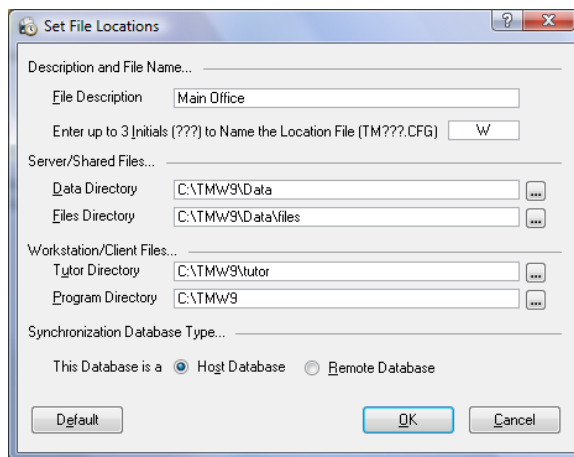 Set File Locations
Description and File Name...
File Description Main Office
Enter up to 3 Initials (???) to Name the Location File (TM???.CFG) W
Server/Shared Files...
Data Directory C:\TMW9\Data ...
Files Directory C:\TMW9\Data\files ...
Workstation/Client Files...
Tutor Directory C:\TMW9\tutor ...
Program Directory C:\TMW9 ...
Synchronization Database Type...
This Database is a Host Database Remote Database
Default OK Cancel